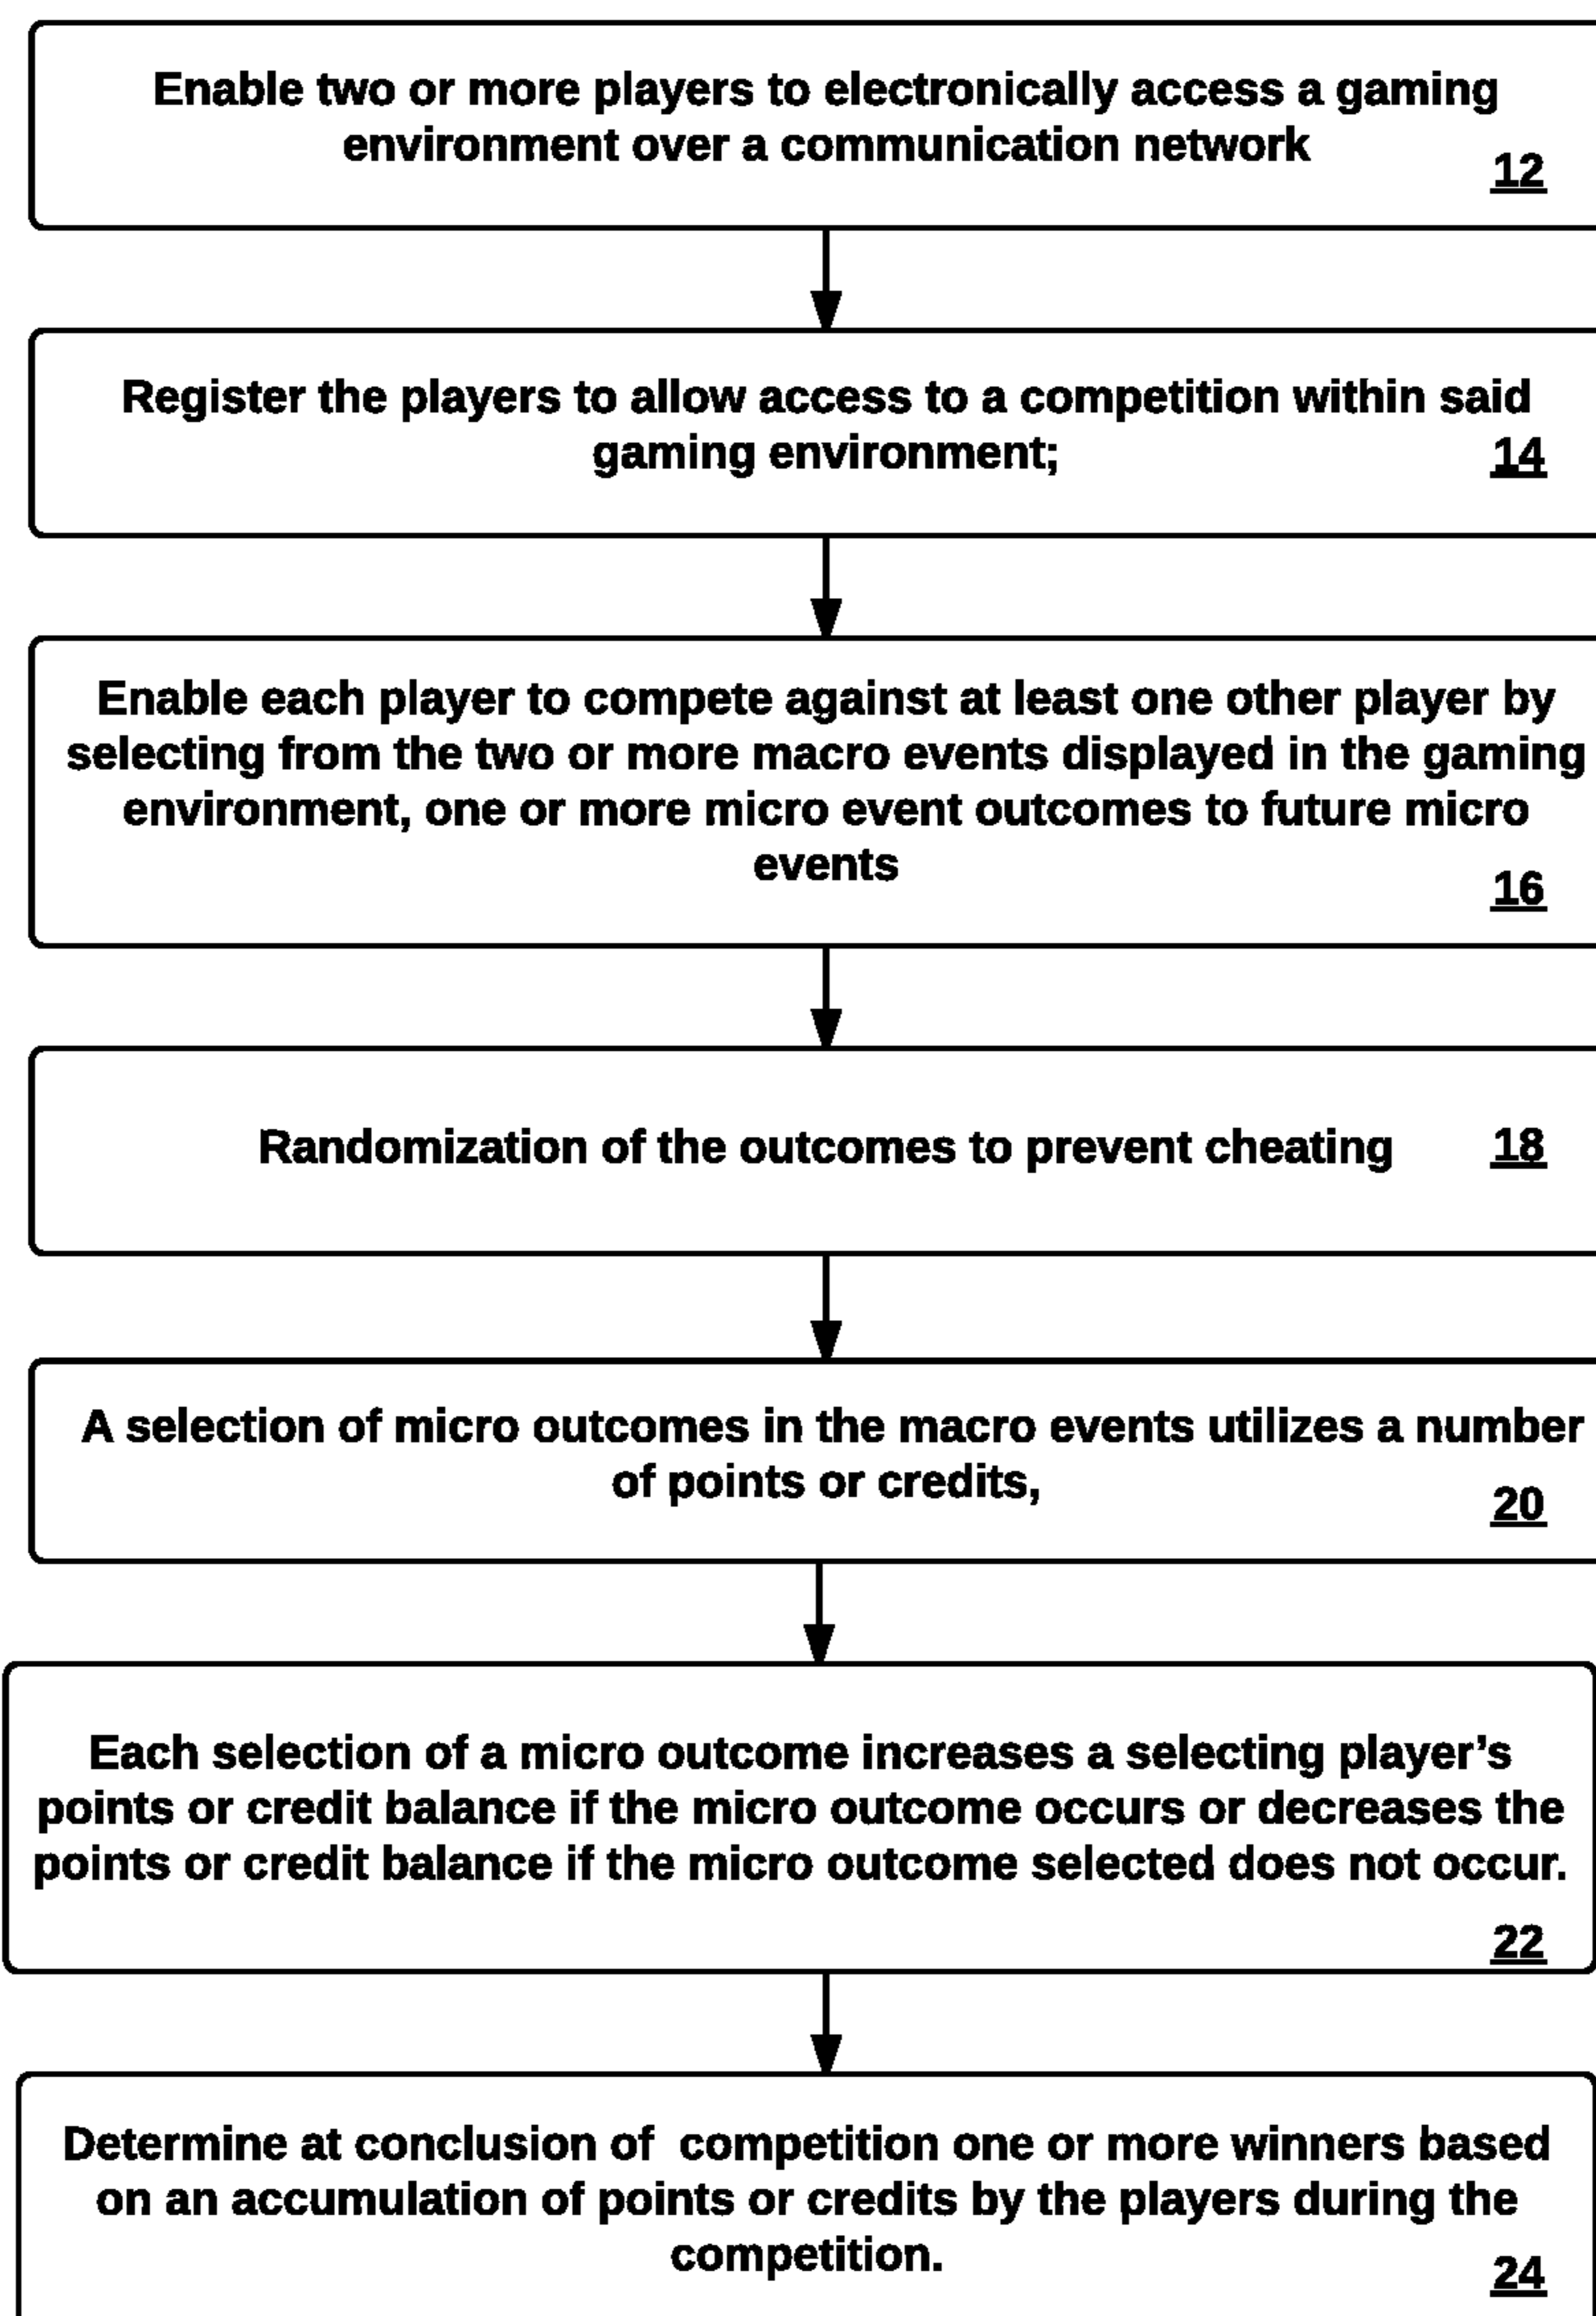 Enable two or more players to electronically access a gaming
environment over a communication network
12
Register the players to allow access to a competition within said
gaming environment;
14
Enable each player to compete against at least one other player by
selecting from the two or more macro events displayed in the gaming
environment, one or more micro event outcomes to future micro
events
16
Randomization of the outcomes to prevent cheating
18
A selection of micro outcomes in the macro events utilizes a number
of points or credits,
20
Each selection of a micro outcome increases a selecting player’s
points or credit balance if the micro outcome occurs or decreases the
points or credit balance if the micro outcome selected does not occur.
22
Determine at conclusion of  competition one or more winners based
on an accumulation of points or credits by the players during the
competition.
24